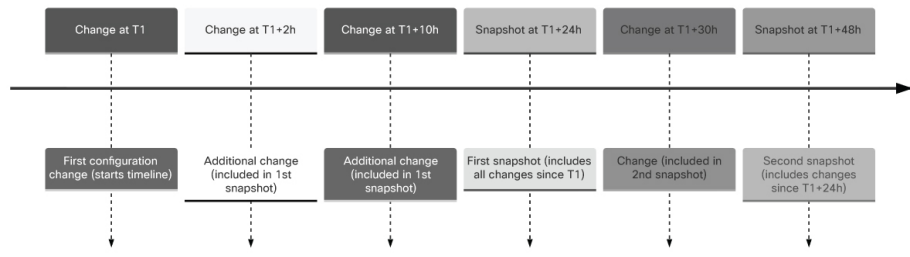 Change at T1
Change at T1+2h
Change at T1+10h
Snapshot at T1+24h
Change at T1+30h
Snapshot at T1+48h
First configuration
change (starts timeline)
Additional change
(included in 1st
snapshot)
Additional change
(included in 1st
snapshot)
First snapshot (includes
all changes since T1)
Change (included in
2nd snapshot)
Second snapshot
(includes changes
since T1+24h)